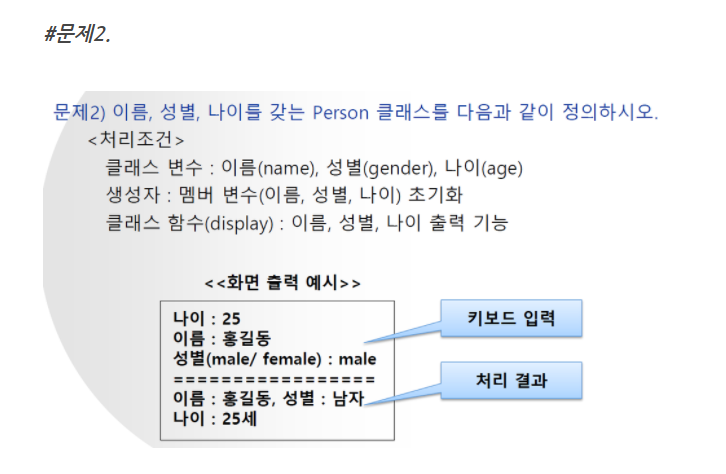 #문제2.
문제2) 이름, 성별, 나이를 갖는 Person 클래스를 다음과 같이 정의하시오.
<처리조건>
클래스 변수 : 이름(name), 성별(gender), 나이(age)
생성자 : 멤버 변수(이름, 성별, 나이) 초기화
클래스 함수(display) : 이름, 성별, 나이 출력 기능
<<화면 출력 예시>>
나이 : 25
이름 : 홍길동
성별(male/ female) : male
=================
이름 : 홍길동, 성별 : 남자
나이 : 25세
키보드 입력
처리 결과